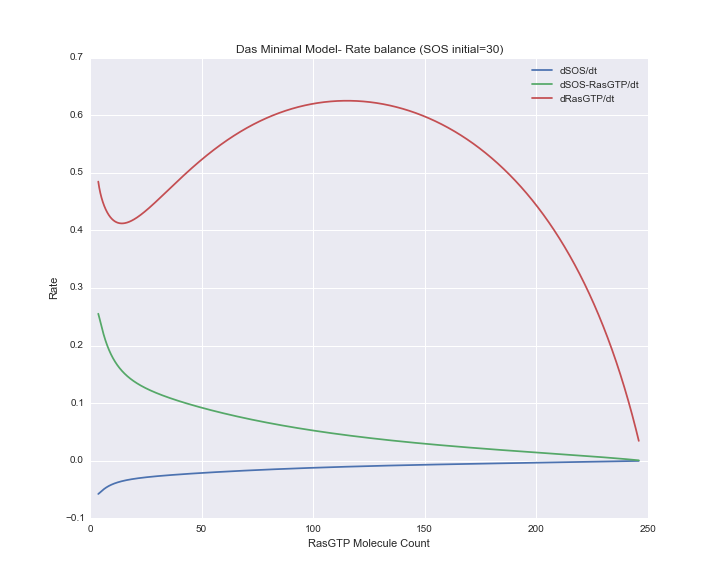 Das Minimal Model- Rate balance (SOS initial=30)
dSOS/dt
dSOS-RasGTP/dt
dRasGTP/dt
0.7
0.6
0.5
0.4
0.3
0.2
0.1
0.0
−0.1
Rate
0 50 100 150 200 250
RasGTP Molecule Count